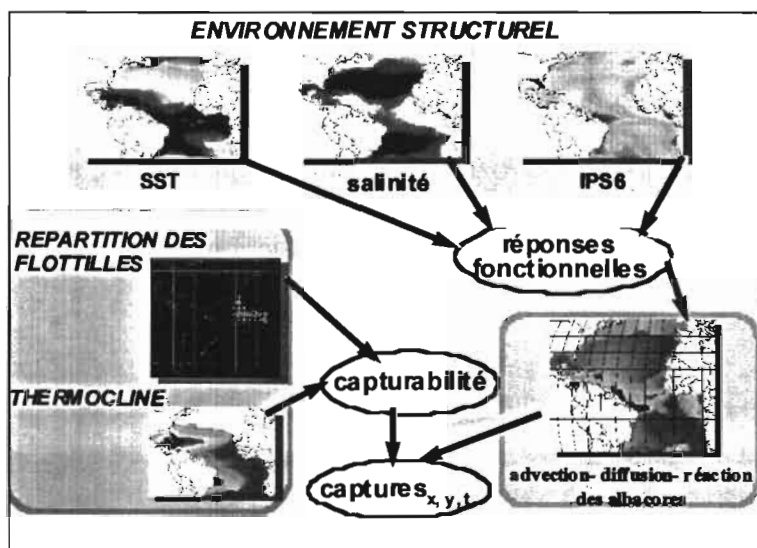 ENVIRONNEMENT STRUCTUREL
SST
salinité
IPS6
REPARTITION DES
FLOTTILLES
réponses
fonctionnelles
THERMOCLINE
capturabilité
captures x, y, t
advection- diffusion- réaction
des albacores